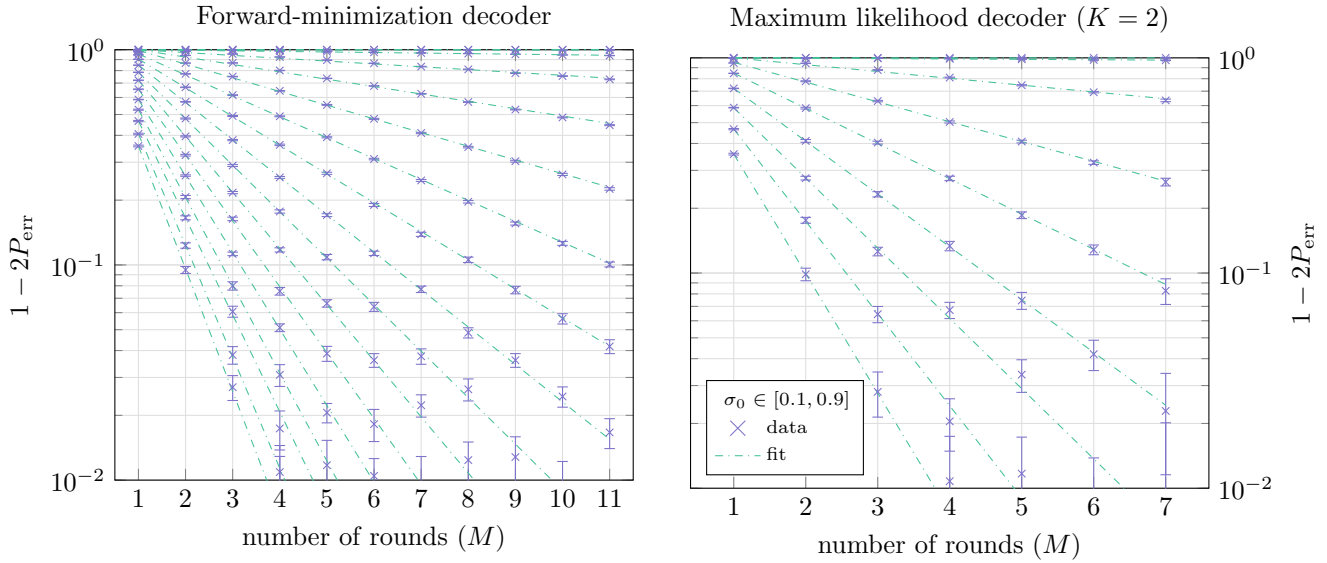 Forward-minimization decoder
1 − 2P_err
10^0
10^−1
10^−2
1 2 3 4 5 6 7 8 9 10 11
number of rounds (M)
Maximum likelihood decoder (K = 2)
10^0
10^−1
10^−2
1 − 2P_err
σ_0 ∈ [0.1, 0.9]
data
fit
1 2 3 4 5 6 7
number of rounds (M)